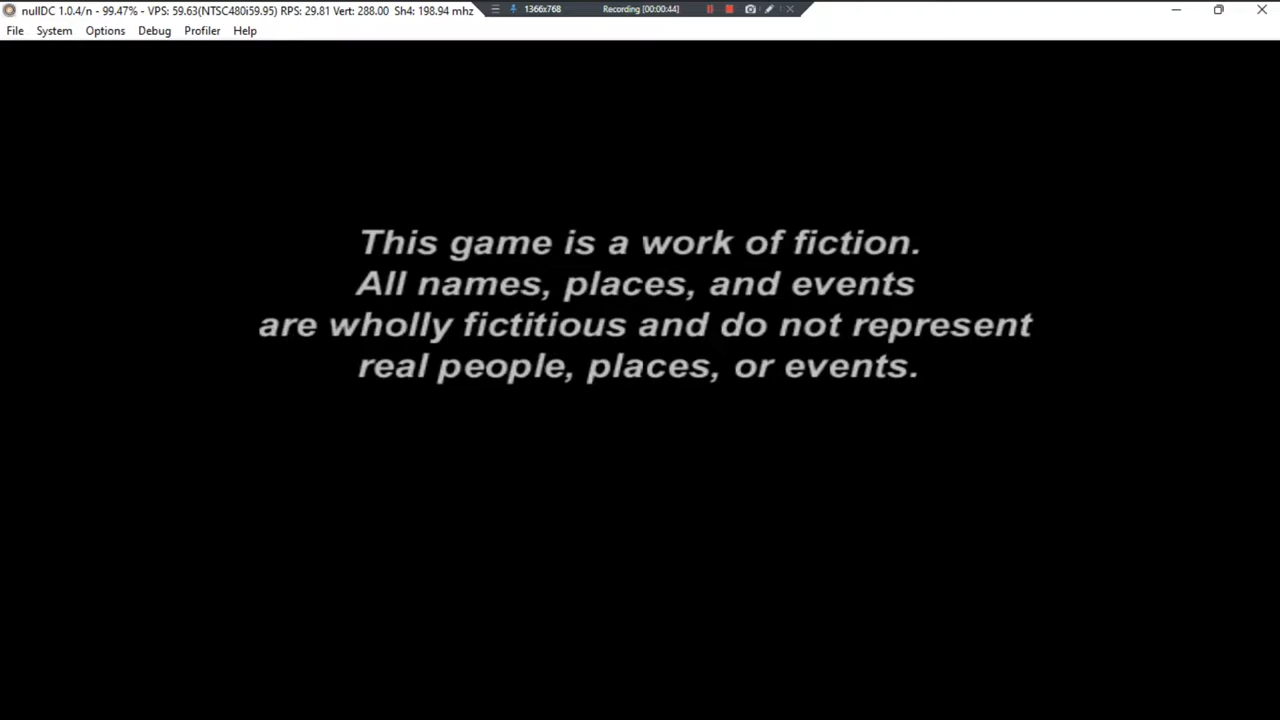 nullDC 1.0.4/n - 99.47% - VPS: 59.63(NTSC480i59.95) RPS: 29.81 Vert: 288.00 Sh4: 198.94 mhz
1366x768
Recording [00:00:44]
File System Options Debug Profiler Help
This game is a work of fiction.
All names, places, and events
are wholly fictitious and do not represent
real people, places, or events.